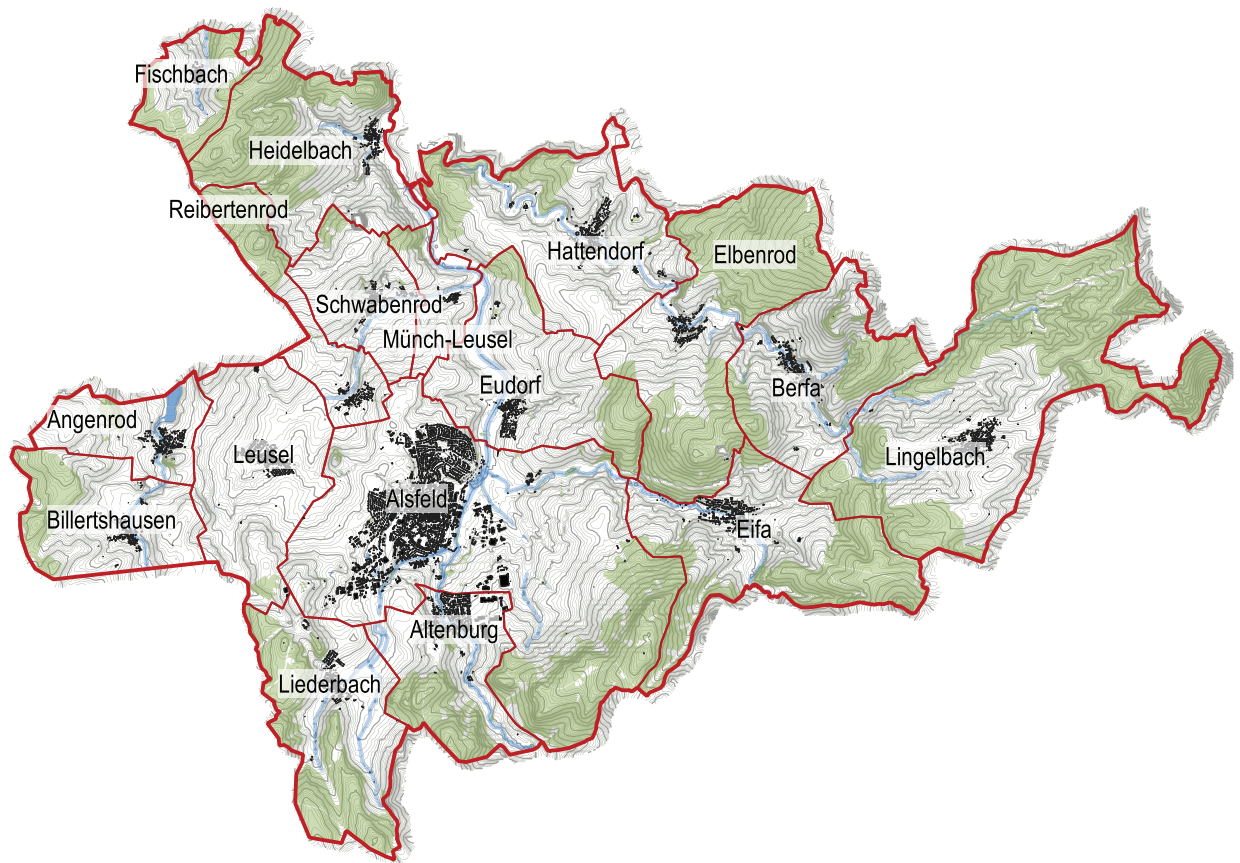 Fischbach
Heidelbach
Reibertenrod
Hattendorf
Elbenrod
Schwabenrod
Münch-Leusel
Eudorf
Berfa
Angenrod
Leusel
Lingelbach
Alsfeld
Billertshausen
Eifa
Altenburg
Liederbach